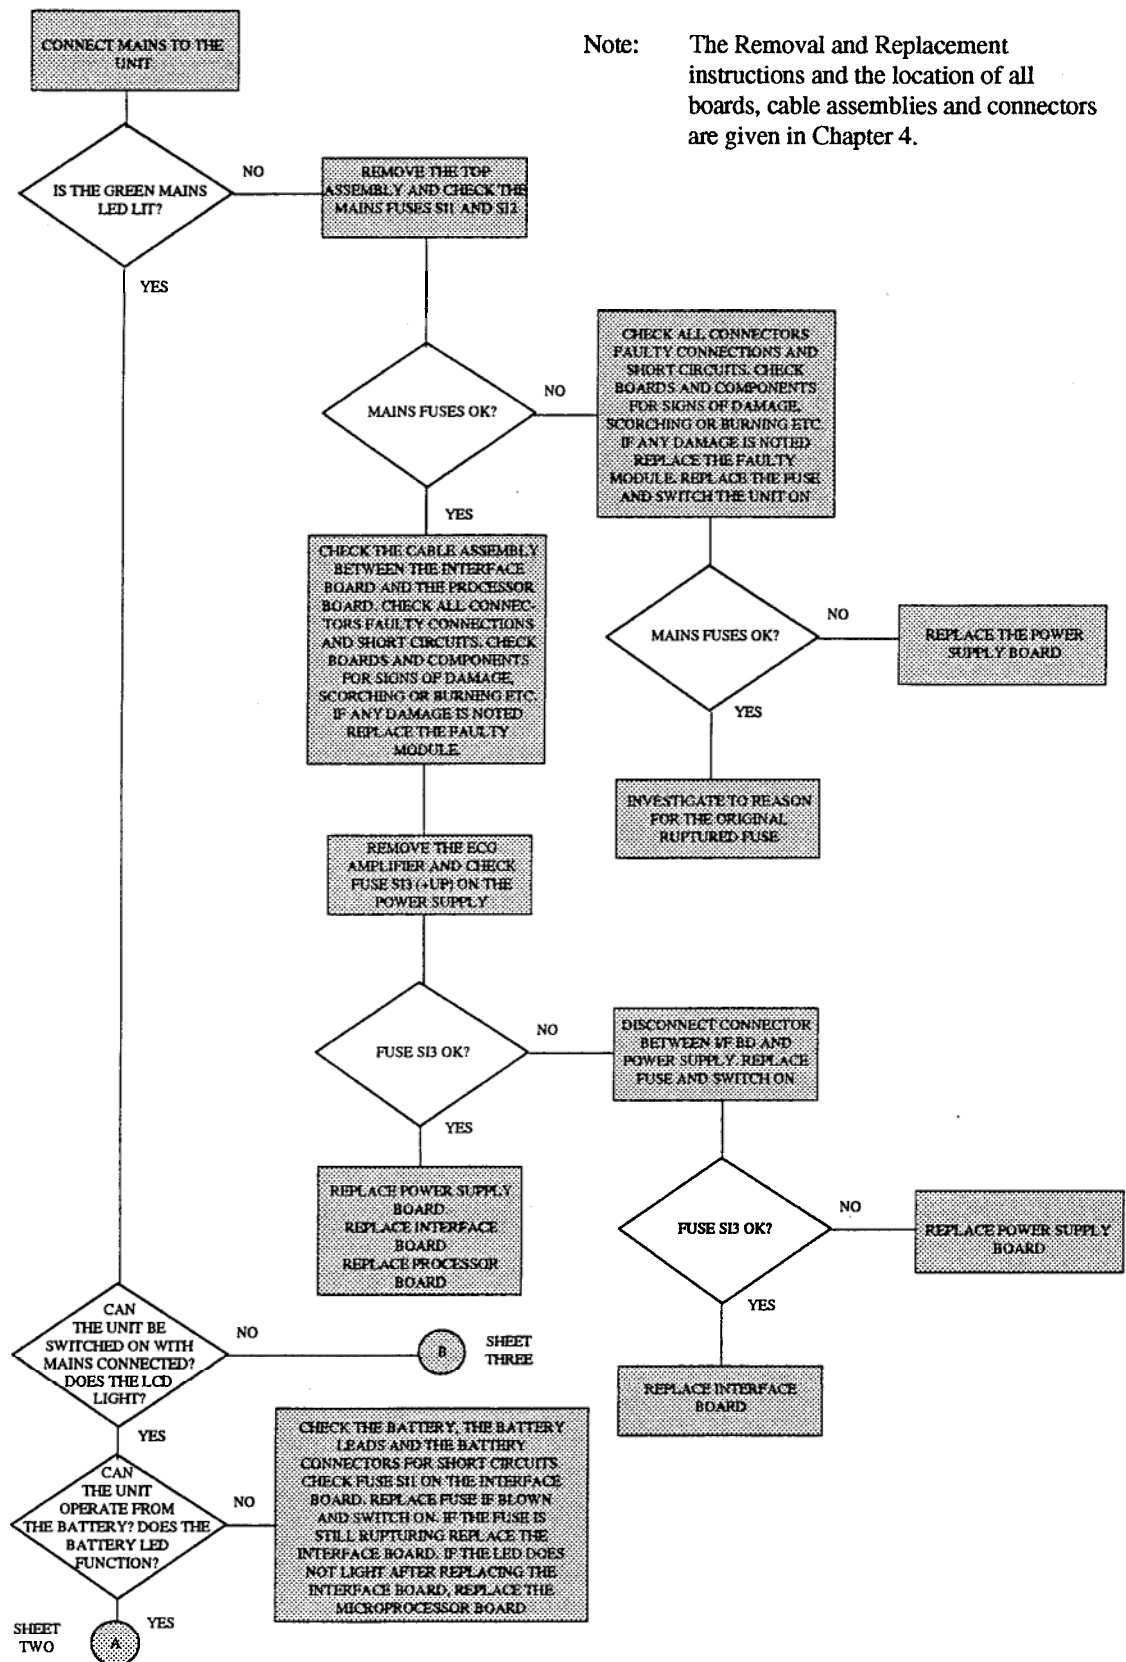 CONNECT MAINS TO THE
UNIT
Note:
The Removal and Replacement
instructions and the location of all
boards, cable assemblies and connectors
are given in Chapter 4.
IS THE GREEN MAINS
LED LIT?
NO
REMOVE THE TOP
ASSEMBLY AND CHECK THE
MAINS FUSES SI1 AND SI2
YES
MAINS FUSES OK?
NO
CHECK ALL CONNECTORS
FAULTY CONNECTIONS AND
SHORT CIRCUITS. CHECK
BOARDS AND COMPONENTS
FOR SIGNS OF DAMAGE,
SCORCHING OR BURNING ETC
IF ANY DAMAGE IS NOTED
REPLACE THE FAULTY
MODULE. REPLACE THE FUSE
AND SWITCH THE UNIT ON
YES
CHECK THE CABLE ASSEMBLY
BETWEEN THE INTERFACE
BOARD AND THE PROCESSOR
BOARD. CHECK ALL CONNEC-
TORS FAULTY CONNECTIONS
AND SHORT CIRCUITS. CHECK
BOARDS AND COMPONENTS
FOR SIGNS OF DAMAGE,
SCORCHING OR BURNING ETC.
IF ANY DAMAGE IS NOTED
REPLACE THE FAULTY
MODULE.
MAINS FUSES OK?
NO
REPLACE THE POWER
SUPPLY BOARD
YES
INVESTIGATE TO REASON
FOR THE ORIGINAL
RUPTURED FUSE
REMOVE THE ECG
AMPLIFIER AND CHECK
FUSE SI3 (+UP) ON THE
POWER SUPPLY
FUSE SI3 OK?
NO
DISCONNECT CONNECTOR
BETWEEN I/F BD AND
POWER SUPPLY. REPLACE
FUSE AND SWITCH ON
YES
REPLACE POWER SUPPLY
BOARD
REPLACE INTERFACE
BOARD
REPLACE PROCESSOR
BOARD
FUSE SI3 OK?
NO
REPLACE POWER SUPPLY
BOARD
YES
REPLACE INTERFACE
BOARD
CAN
THE UNIT BE
SWITCHED ON WITH
MAINS CONNECTED?
DOES THE LCD
LIGHT?
NO
B
SHEET
THREE
YES
CAN
THE UNIT
OPERATE FROM
THE BATTERY? DOES THE
BATTERY LED
FUNCTION?
NO
CHECK THE BATTERY, THE BATTERY
LEADS AND THE BATTERY
CONNECTORS FOR SHORT CIRCUITS
CHECK FUSE SI1 ON THE INTERFACE
BOARD. REPLACE FUSE IF BLOWN
AND SWITCH ON. IF THE FUSE IS
STILL RUPTURING REPLACE THE
INTERFACE BOARD. IF THE LED DOES
NOT LIGHT AFTER REPLACING THE
INTERFACE BOARD, REPLACE THE
MICROPROCESSOR BOARD
YES
SHEET
TWO
A